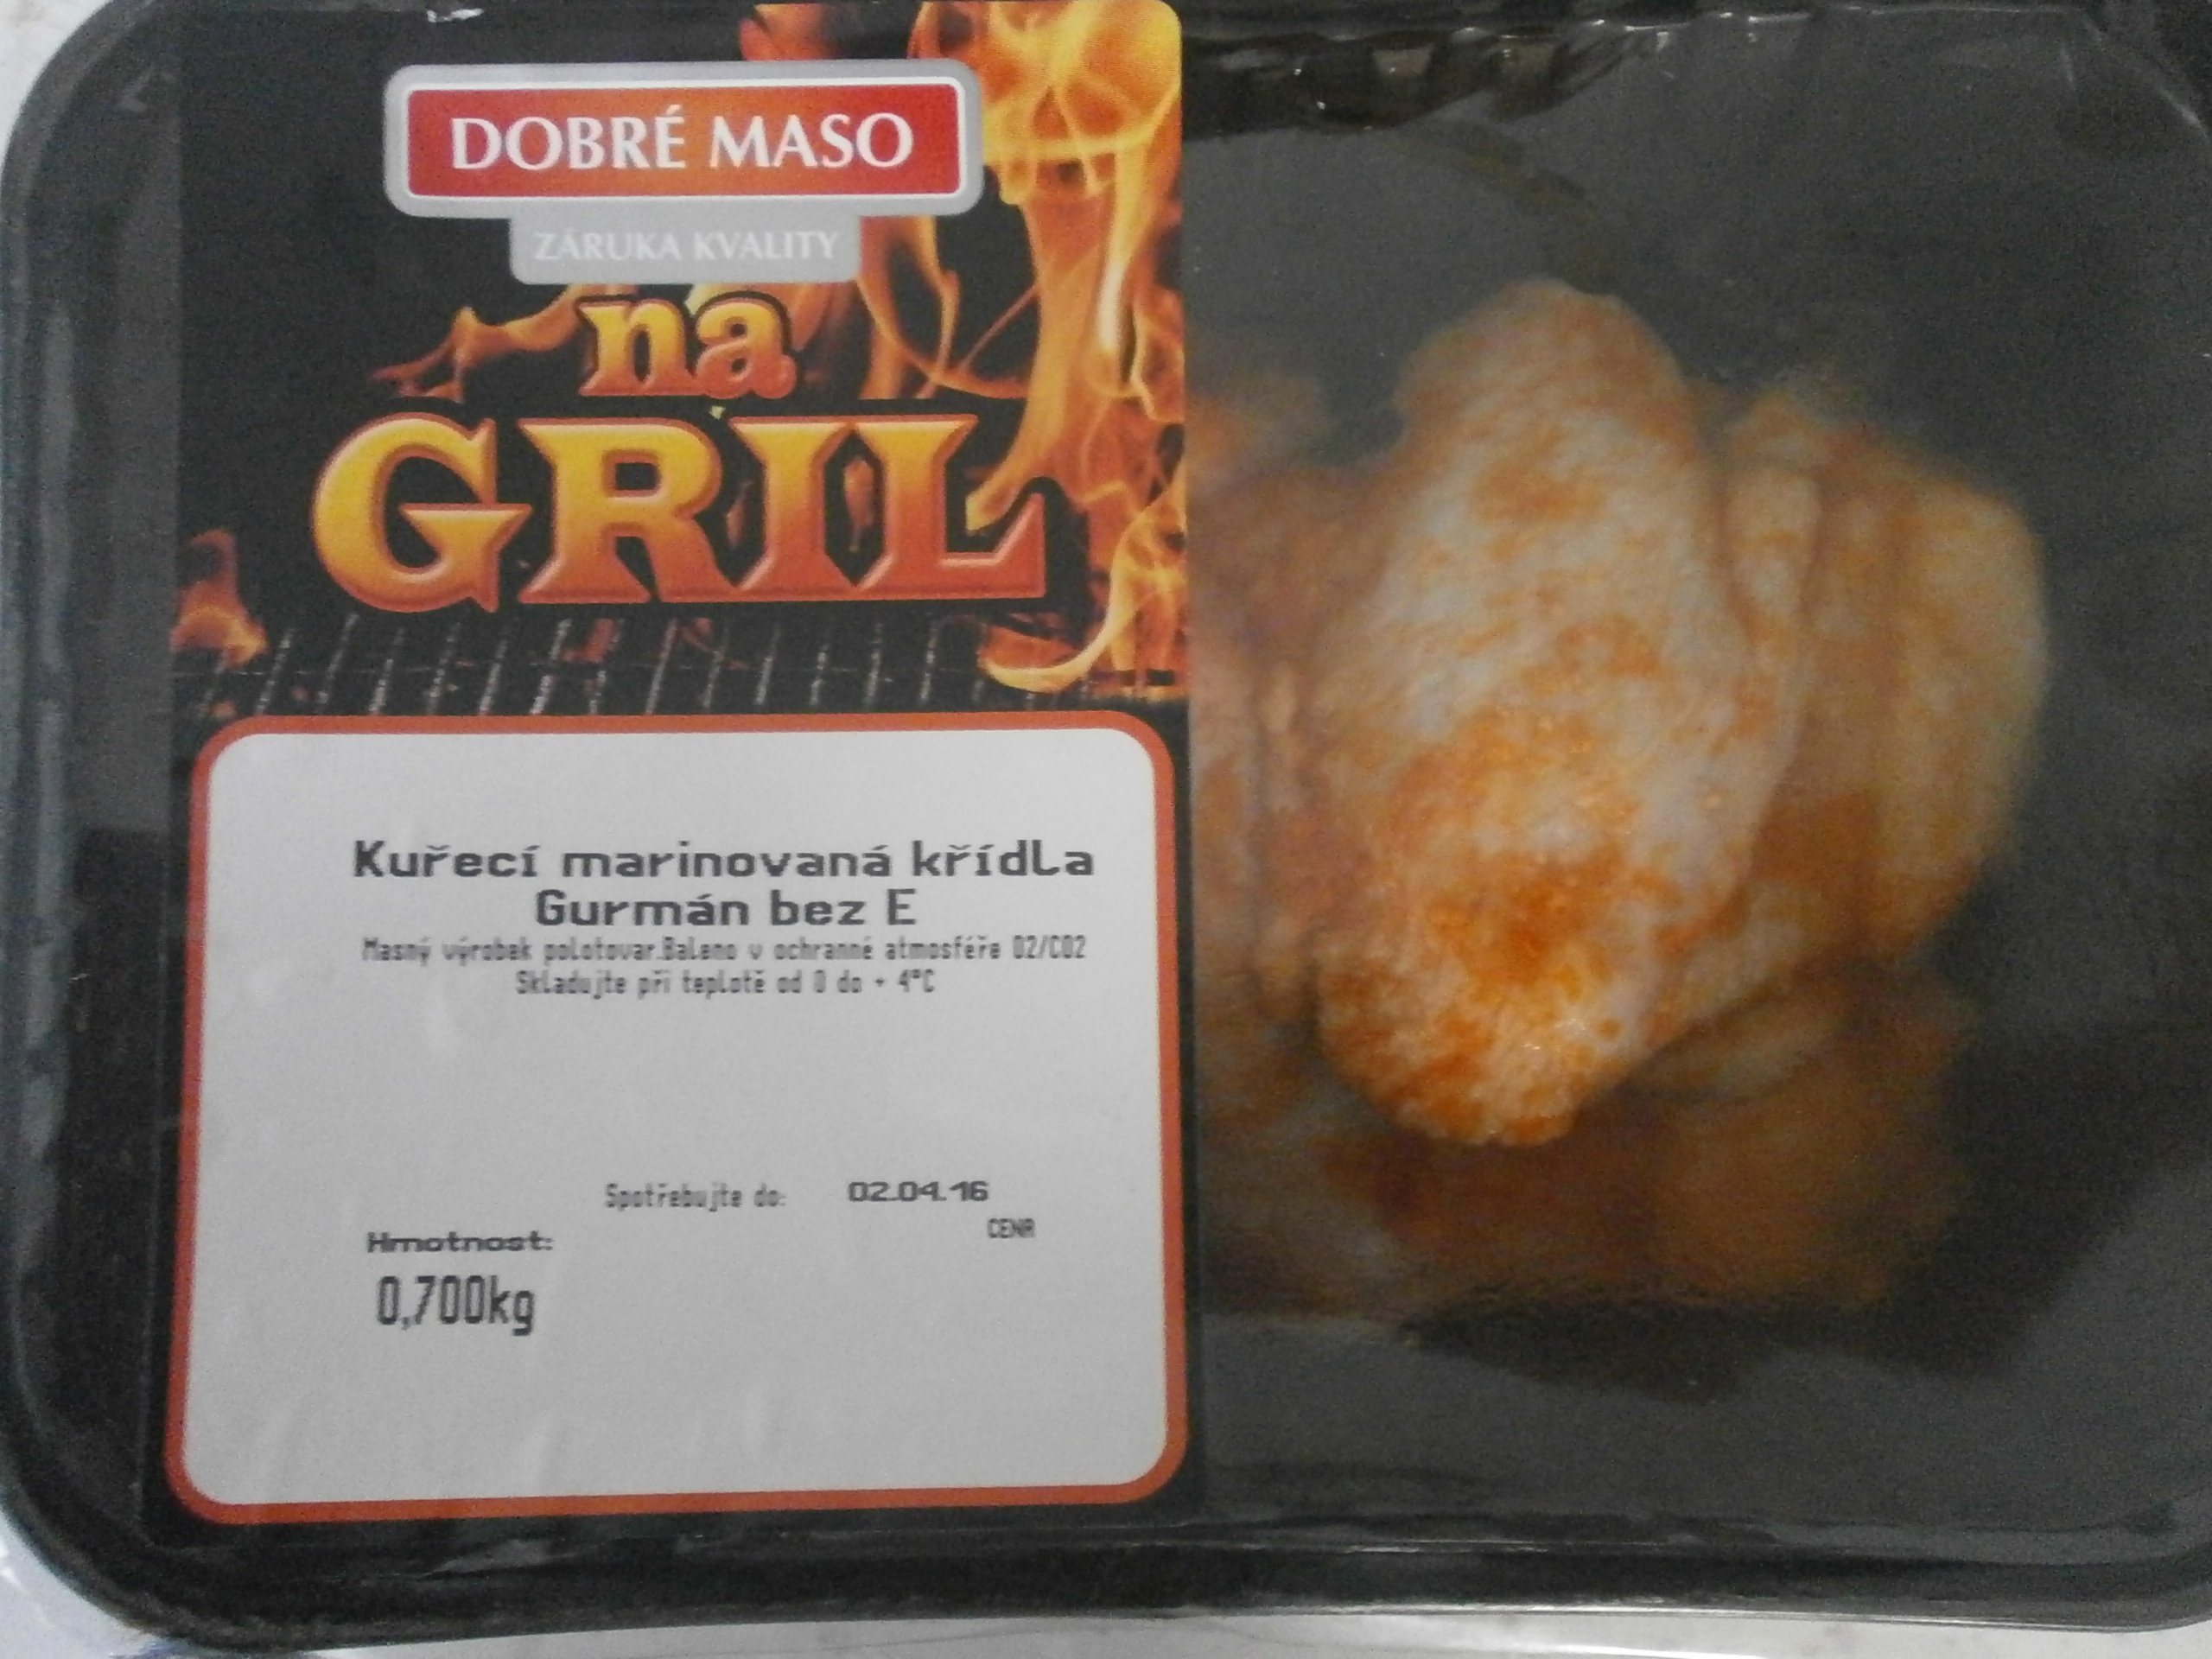 DOBRÉ MASO
ZÁRUKA KVALITY
na
GRIL
Kuřecí marinovaná křídla
Gurmán bez E
Masný výrobek polotovar.Baleno v ochranné atmosféře O2/CO2
Skladujte při teplotě od 0 do + 4°C
Spotřebujte do: 02.04.16
CENA
Hmotnost:
0,700kg